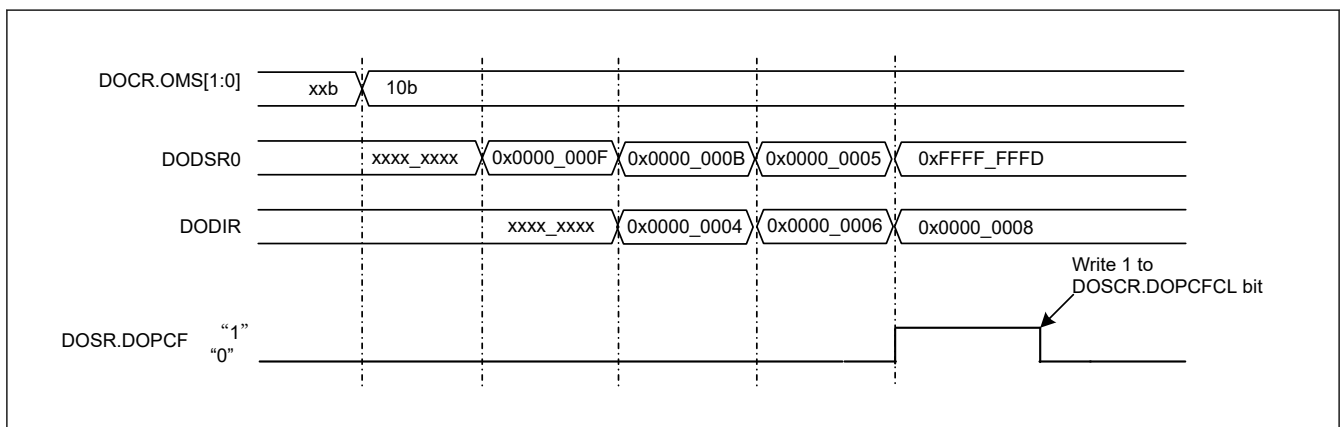 DOCR.OMS[1:0] xxb 10b
DODSR0 xxxx_xxxx 0x0000_000F 0x0000_000B 0x0000_0005 0xFFFF_FFFD
DODIR xxxx_xxxx 0x0000_0004 0x0000_0006 0x0000_0008
Write 1 to
DOSCR.DOPCFCL bit
DOSR.DOPCF “1”
“0”